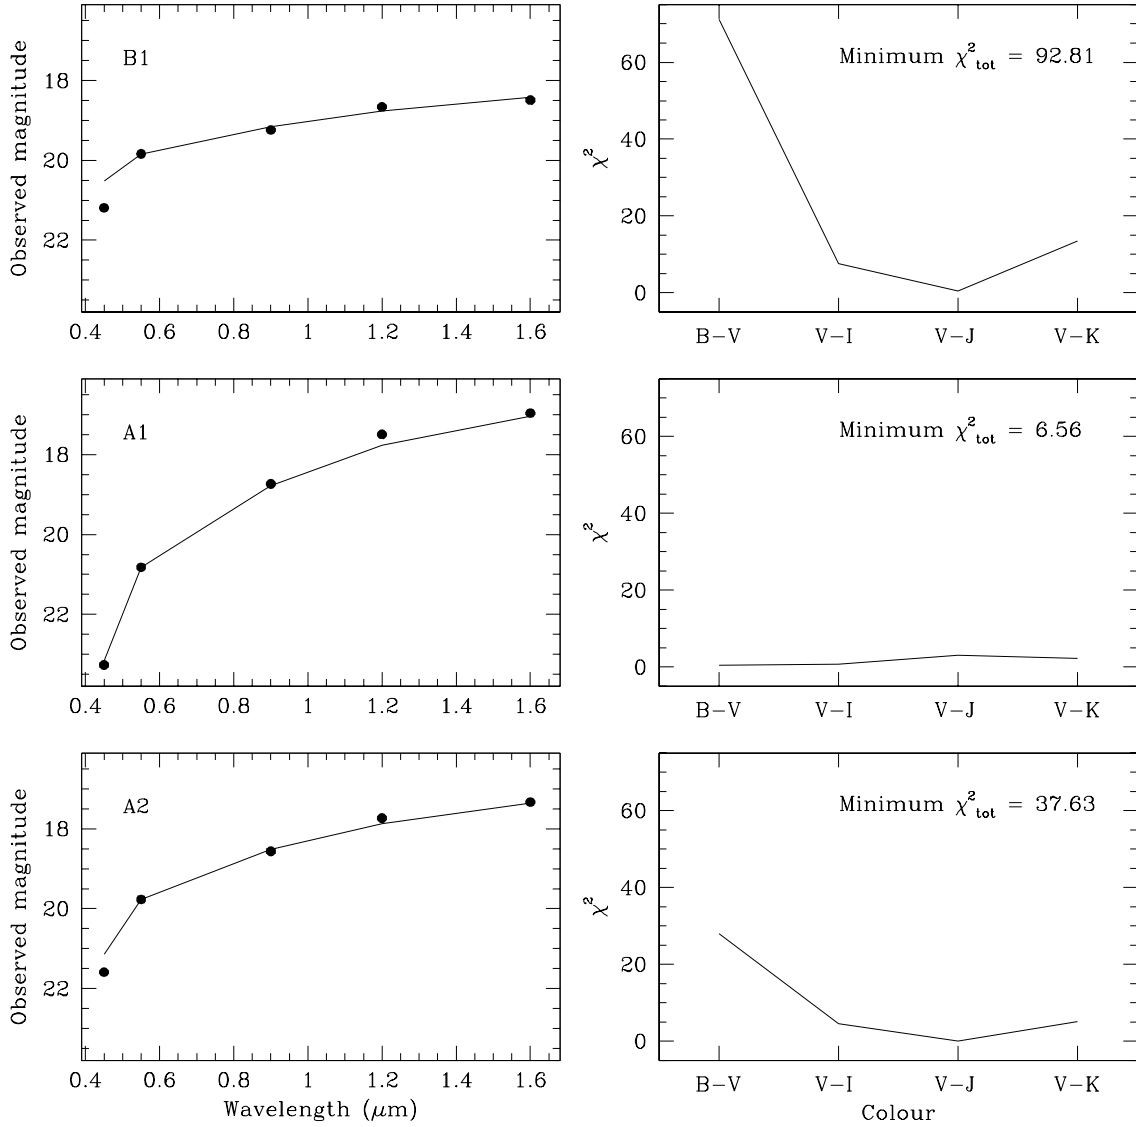 B1
Observed magnitude
18
20
22
0.4 0.6 0.8 1 1.2 1.4 1.6
Minimum χ²tot = 92.81
χ²
60
40
20
0
B−V V−I V−J V−K
A1
Observed magnitude
18
20
22
0.4 0.6 0.8 1 1.2 1.4 1.6
Minimum χ²tot = 6.56
χ²
60
40
20
0
B−V V−I V−J V−K
A2
Observed magnitude
18
20
22
0.4 0.6 0.8 1 1.2 1.4 1.6
Wavelength (μm)
Minimum χ²tot = 37.63
χ²
60
40
20
0
B−V V−I V−J V−K
Colour